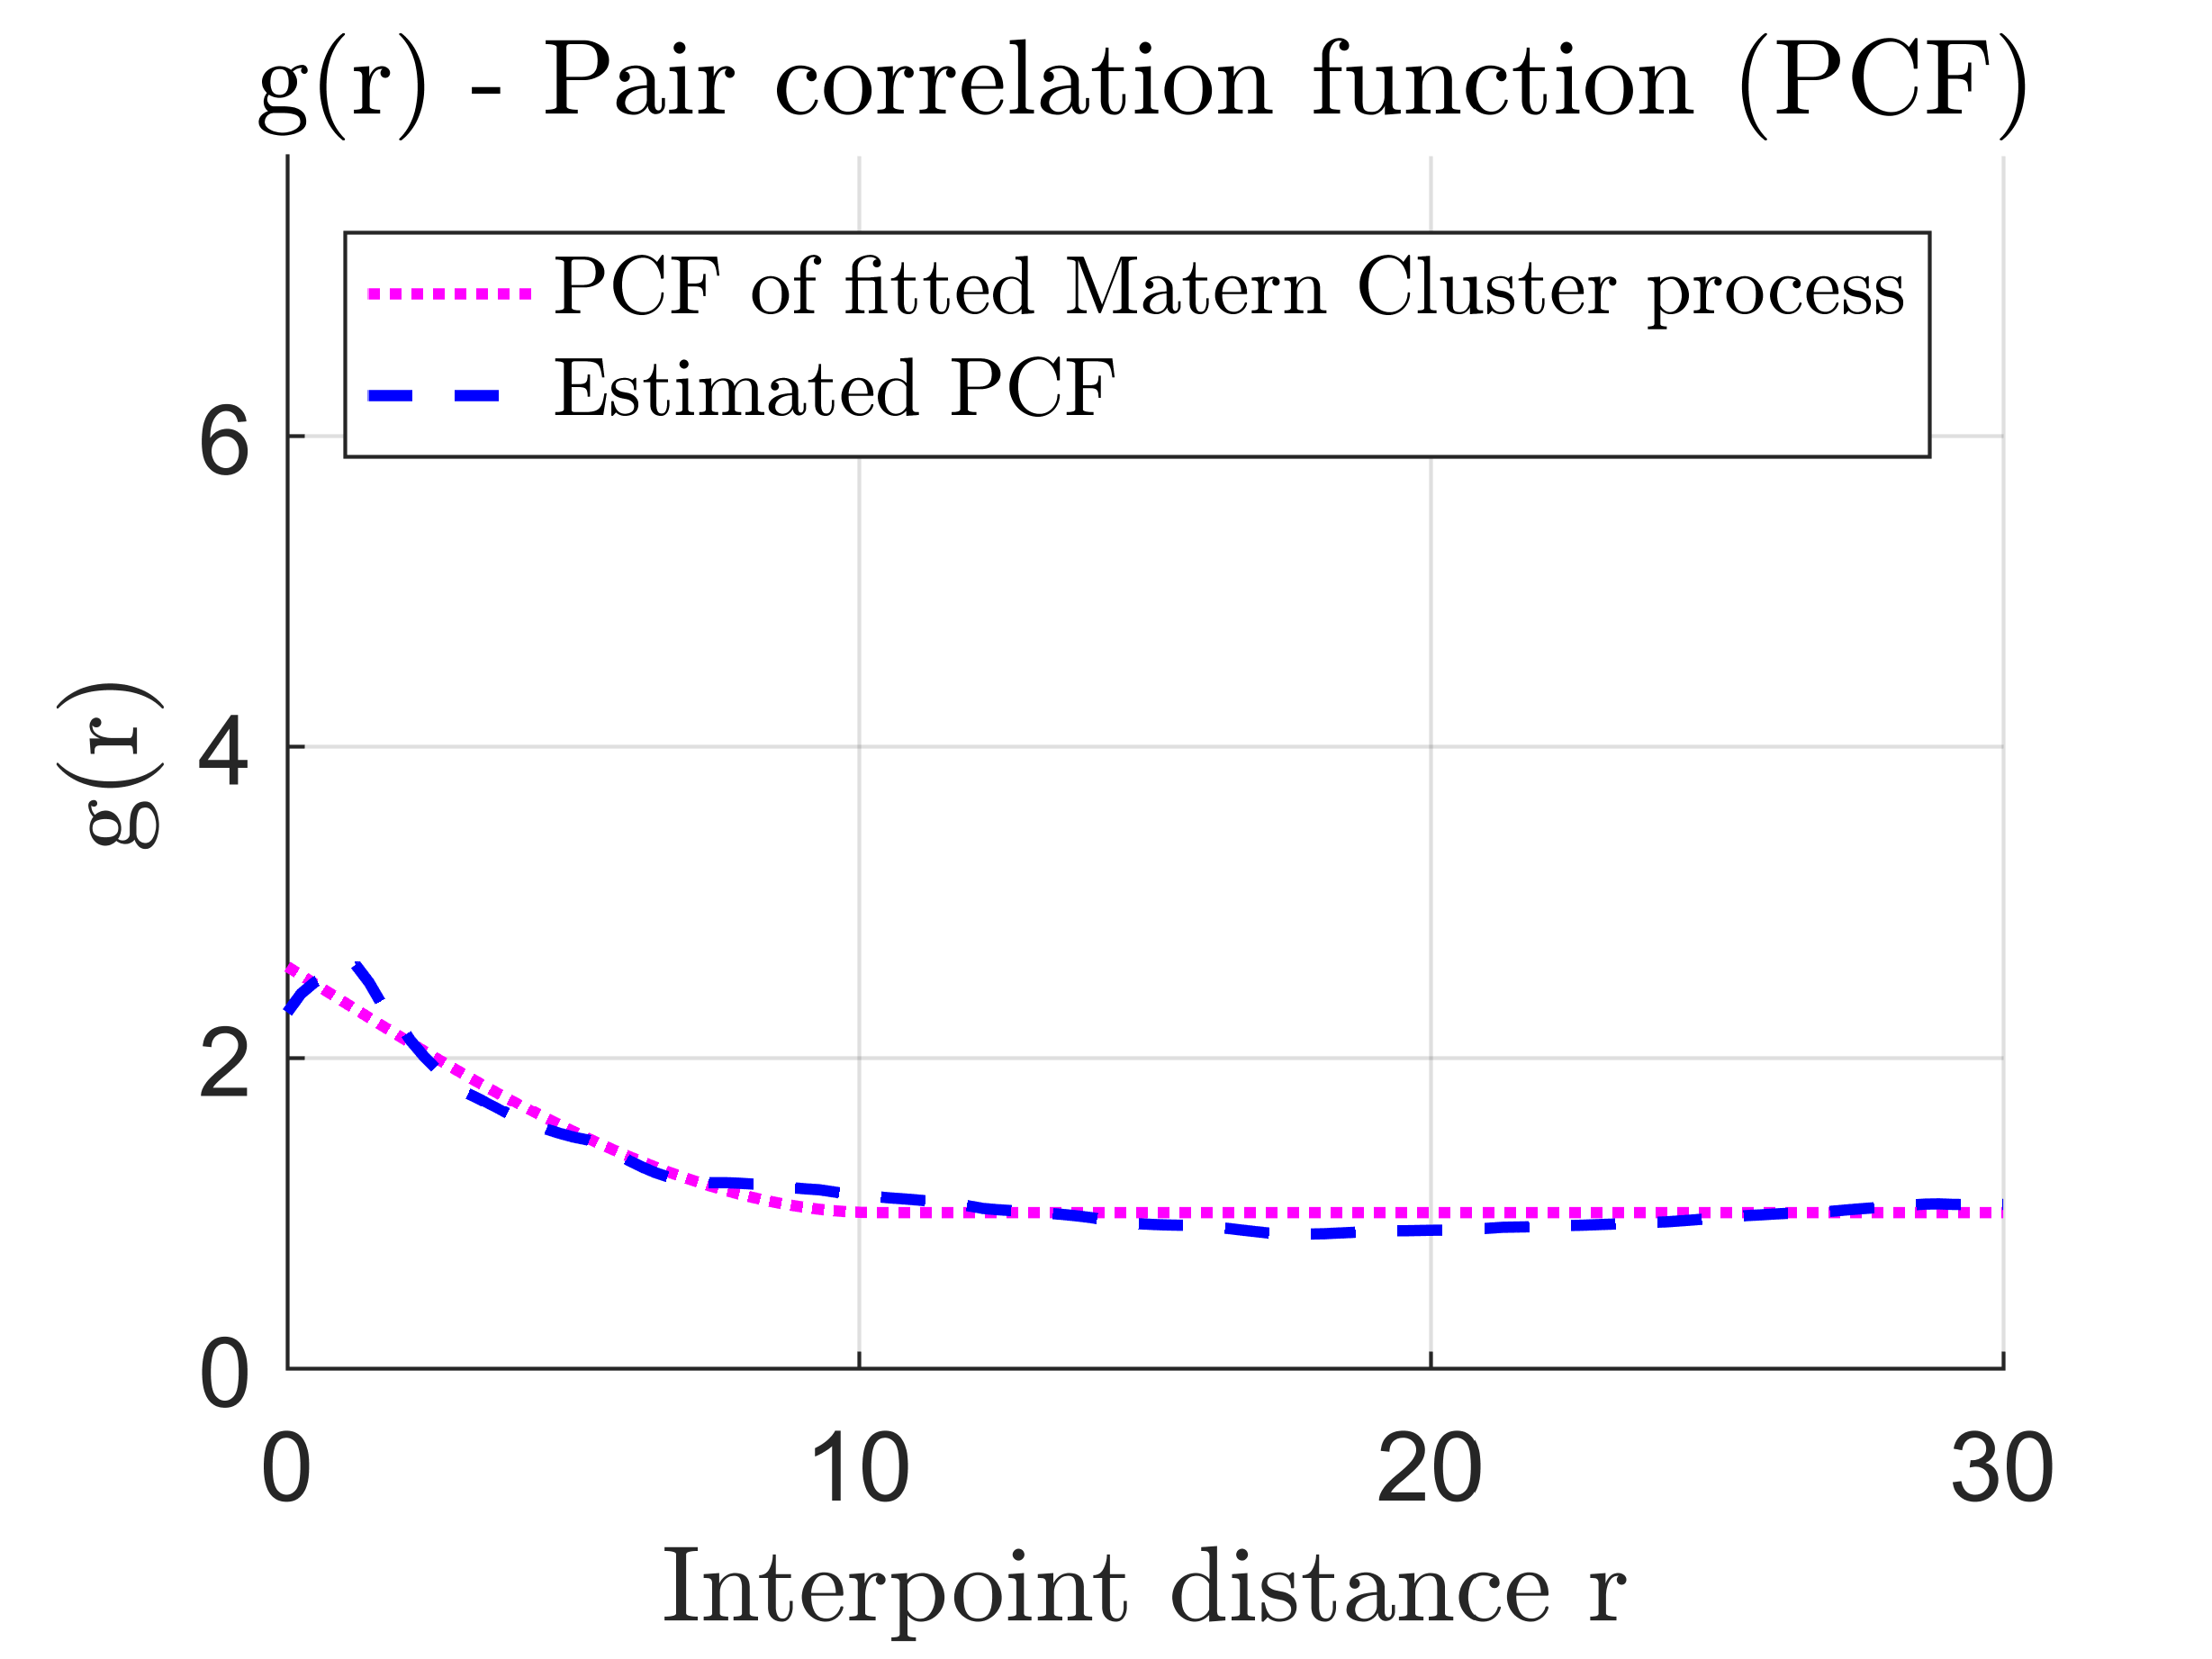 g(r) - Pair correlation function (PCF)
PCF of fitted Matern Cluster process
Estimated PCF
6
4
2
0
g(r)
0 10 20 30
Interpoint distance r